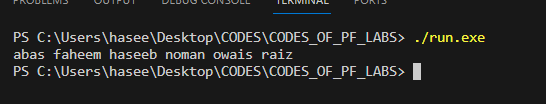 PROBLEMS OUTPUT DEBUG CONSOLE TERMINAL PORTS
PS C:\Users\hasee\Desktop\CODES\CODES_OF_PF_LABS> ./run.exe
abas faheem haseeb noman owais raiz
PS C:\Users\hasee\Desktop\CODES\CODES_OF_PF_LABS>